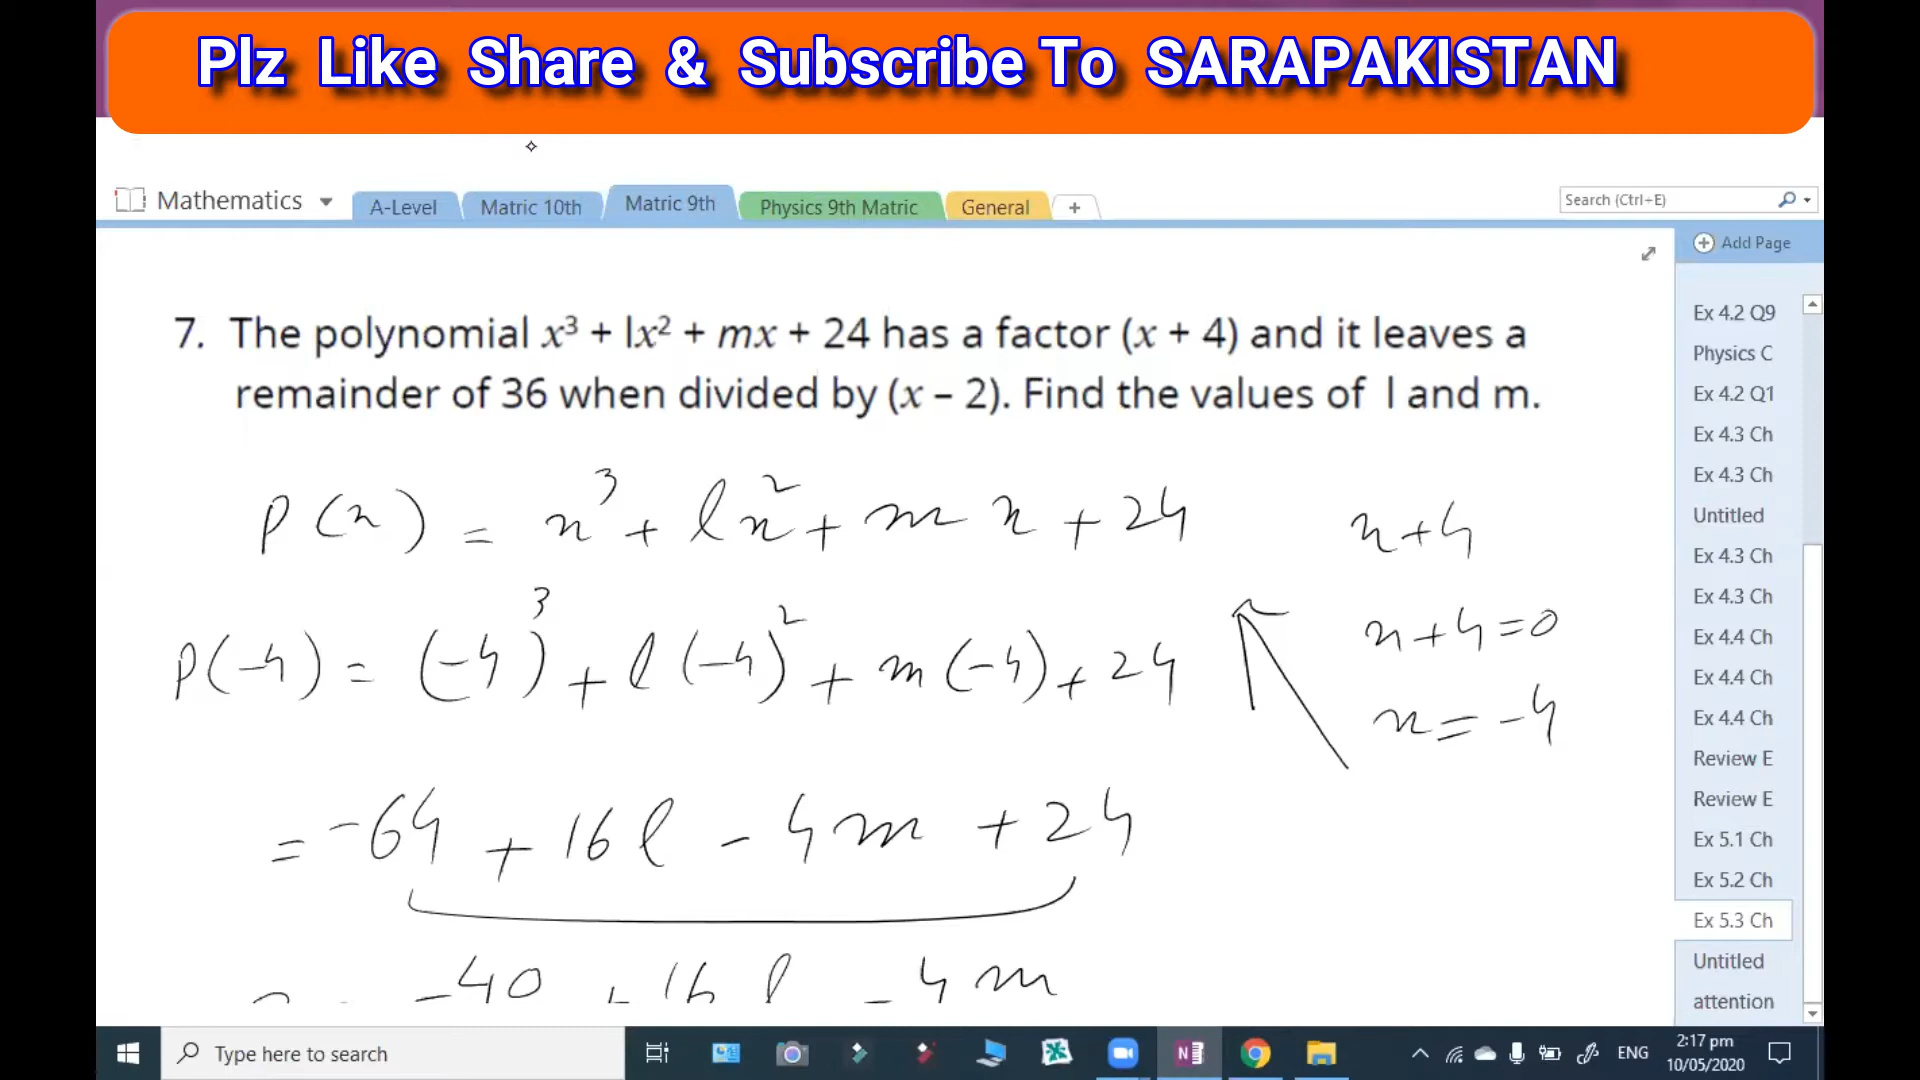 Plz Like Share & Subscribe To SARAPAKISTAN
Mathematics
A-Level
Matric 10th
Matric 9th
Physics 9th Matric
General
+
Search (Ctrl+E)
Add Page
7. The polynomial x³ + lx² + mx + 24 has a factor (x + 4) and it leaves a
remainder of 36 when divided by (x – 2). Find the values of l and m.
P(x) = x³ + lx² + mx + 24
x+4
P(-4) = (-4)³ + l(-4)² + m(-4) + 24
x+4=0
x=-4
= -64 + 16l - 4m + 24
-40 + 16l - 4m
Ex 4.2 Q9
Physics C
Ex 4.2 Q1
Ex 4.3 Ch
Ex 4.3 Ch
Untitled
Ex 4.3 Ch
Ex 4.3 Ch
Ex 4.4 Ch
Ex 4.4 Ch
Ex 4.4 Ch
Review E
Review E
Ex 5.1 Ch
Ex 5.2 Ch
Ex 5.3 Ch
Untitled
attention
Type here to search
ENG
2:17 pm
10/05/2020